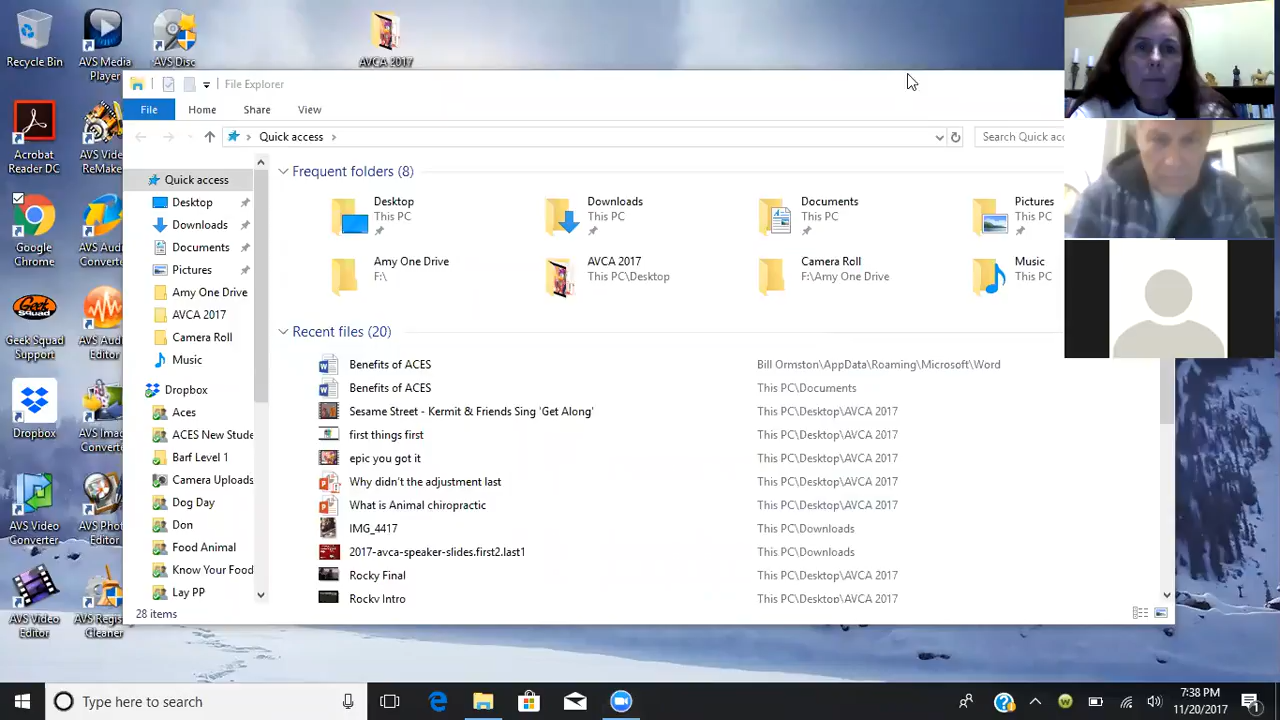 Recycle Bin
AVS Media Player
AVS Disc
AVCA 2017
Acrobat Reader DC
AVS Video ReMaker
Google Chrome
AVS Audio Converter
Geek Squad Support
AVS Audio Editor
Dropbox
AVS Image Converter
AVS Video Converter
AVS Photo Editor
AVS Video Editor
AVS Registry Cleaner
File Explorer
File Home Share View
Quick access
Search Quick acc
Quick access
Desktop
Downloads
Documents
Pictures
Amy One Drive
AVCA 2017
Camera Roll
Music
Dropbox
Aces
ACES New Stude
Barf Level 1
Camera Uploads
Dog Day
Don
Food Animal
Know Your Food
Lay PP
Frequent folders (8)
Desktop
This PC
Downloads
This PC
Documents
This PC
Pictures
This PC
Amy One Drive
F:\
AVCA 2017
This PC\Desktop
Camera Roll
F:\Amy One Drive
Music
This PC
Recent files (20)
Benefits of ACES Bill Ormston\AppData\Roaming\Microsoft\Word
Benefits of ACES This PC\Documents
Sesame Street - Kermit & Friends Sing 'Get Along' This PC\Desktop\AVCA 2017
first things first This PC\Desktop\AVCA 2017
epic you got it This PC\Desktop\AVCA 2017
Why didn't the adjustment last This PC\Desktop\AVCA 2017
What is Animal chiropractic This PC\Desktop\AVCA 2017
IMG_4417 This PC\Downloads
2017-avca-speaker-slides.first2.last1 This PC\Downloads
Rocky Final This PC\Desktop\AVCA 2017
Rocky Intro This PC\Desktop\AVCA 2017
28 items
Type here to search
7:38 PM
11/20/2017